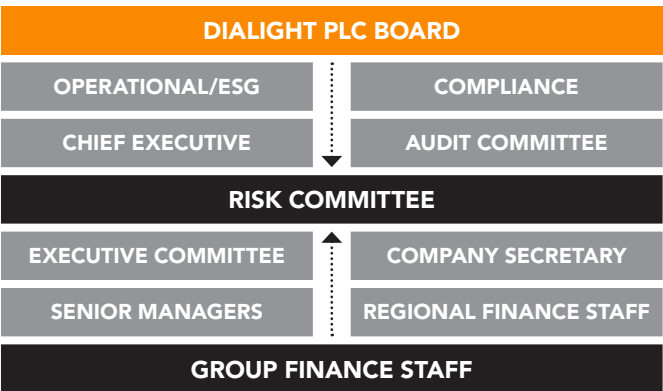 DIALIGHT PLC BOARD
OPERATIONAL/ESG
COMPLIANCE
CHIEF EXECUTIVE
AUDIT COMMITTEE
RISK COMMITTEE
EXECUTIVE COMMITTEE
COMPANY SECRETARY
SENIOR MANAGERS
REGIONAL FINANCE STAFF
GROUP FINANCE STAFF